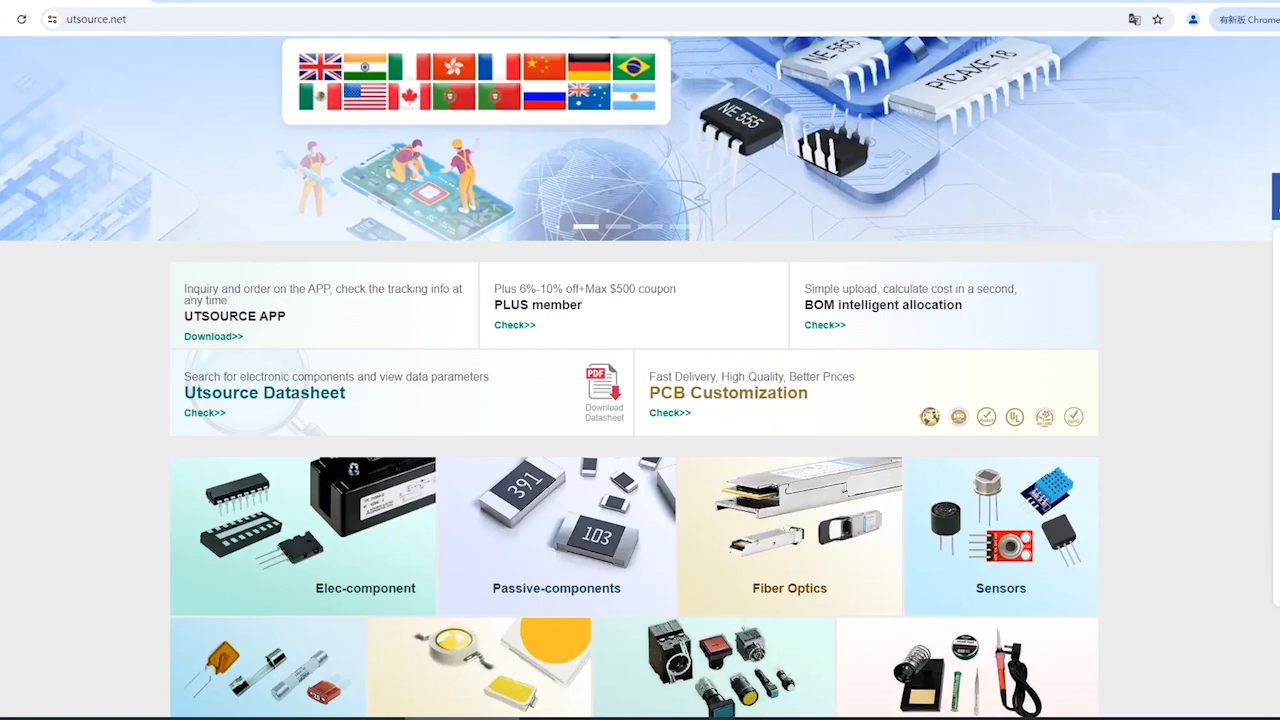 utsource.net
有新版 Chrome
NE 555
PICAXE-18
NE 555
Inquiry and order on the APP, check the tracking info at
any time.
UTSOURCE APP
Download>>
Plus 6%-10% off+Max $500 coupon
PLUS member
Check>>
Simple upload, calculate cost in a second,
BOM intelligent allocation
Check>>
Search for electronic components and view data parameters
Utsource Datasheet
Check>>
PDF
Download
Datasheet
Fast Delivery, High Quality, Better Prices
PCB Customization
Check>>
391
103
Elec-component
Passive-components
Fiber Optics
Sensors